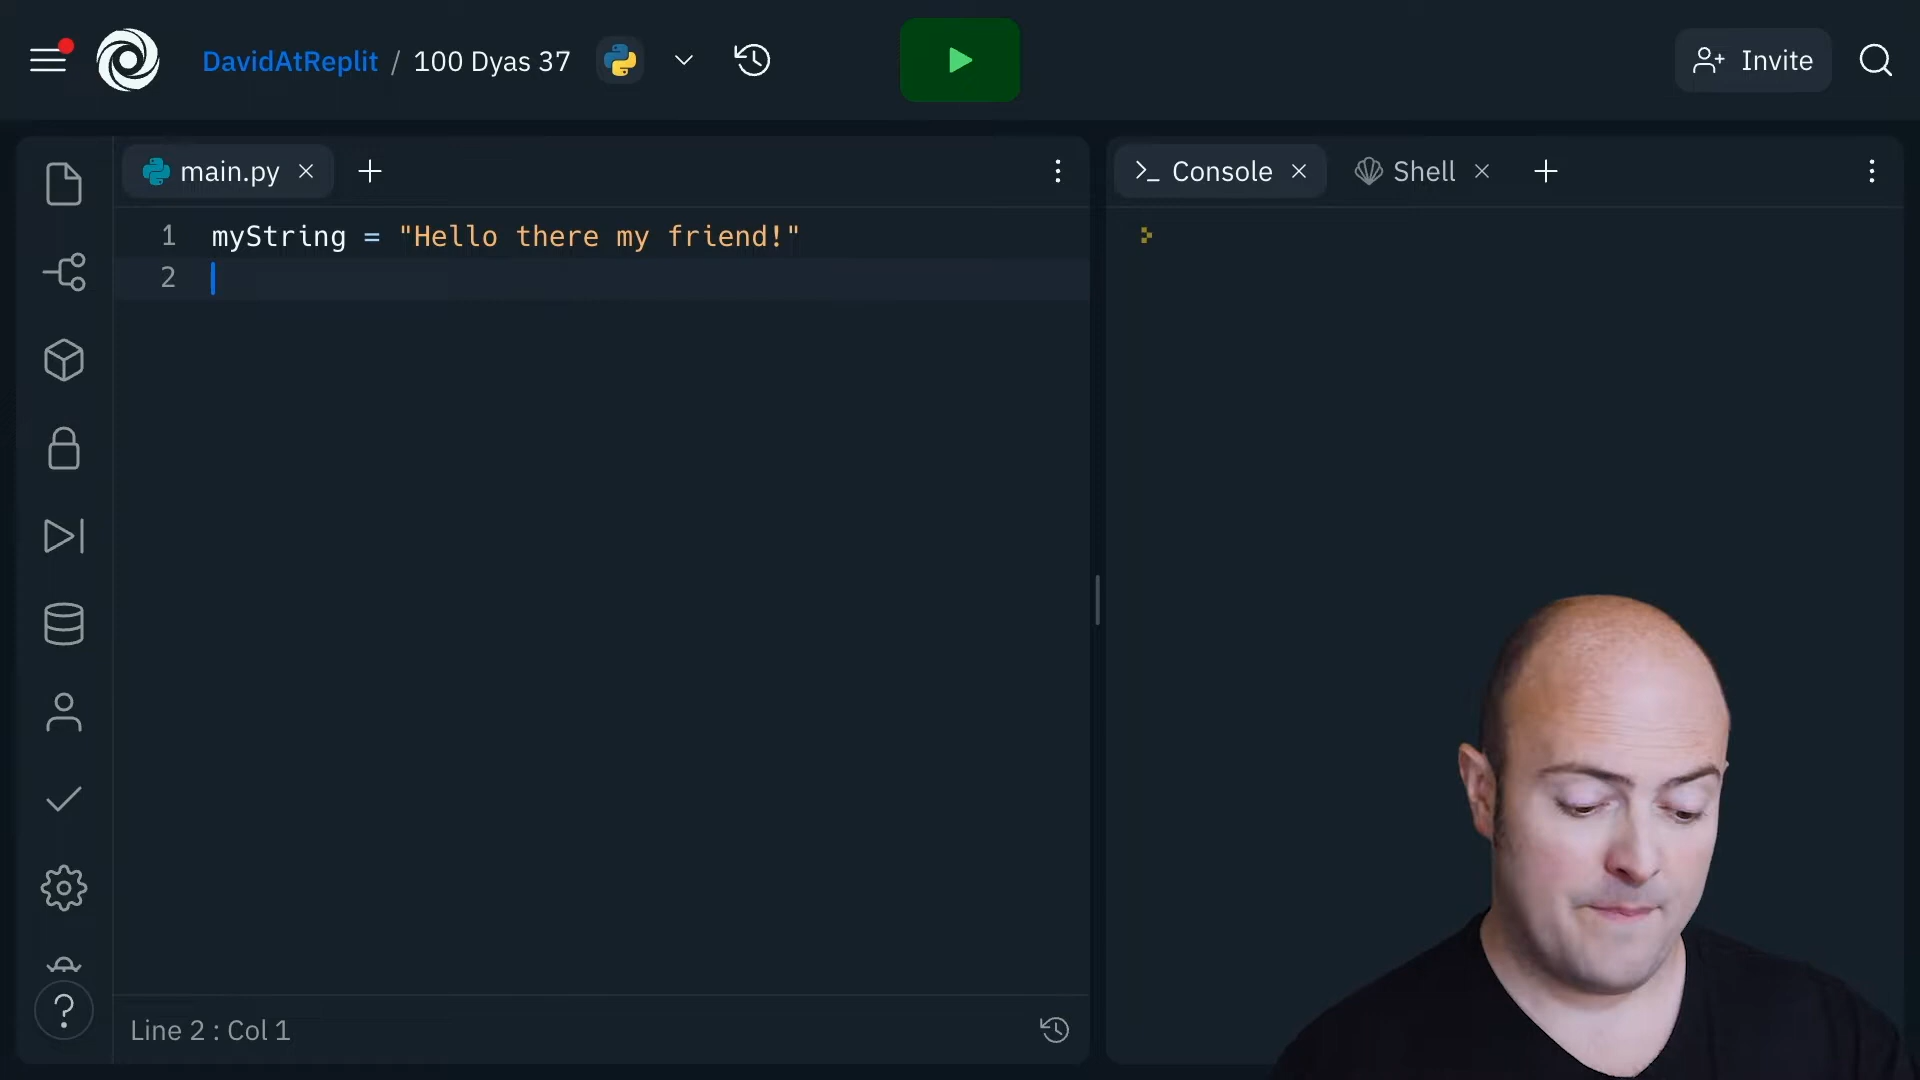 DavidAtReplit / 100 Dyas 37
Invite
main.py
Console
Shell
1 myString = "Hello there my friend!"
2
Line 2 : Col 1